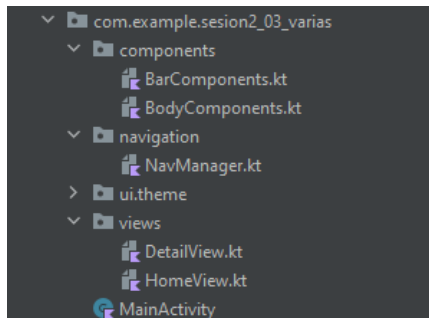 com.example.sesion2_03_varias
components
BarComponents.kt
BodyComponents.kt
navigation
NavManager.kt
ui.theme
views
DetailView.kt
HomeView.kt
MainActivity